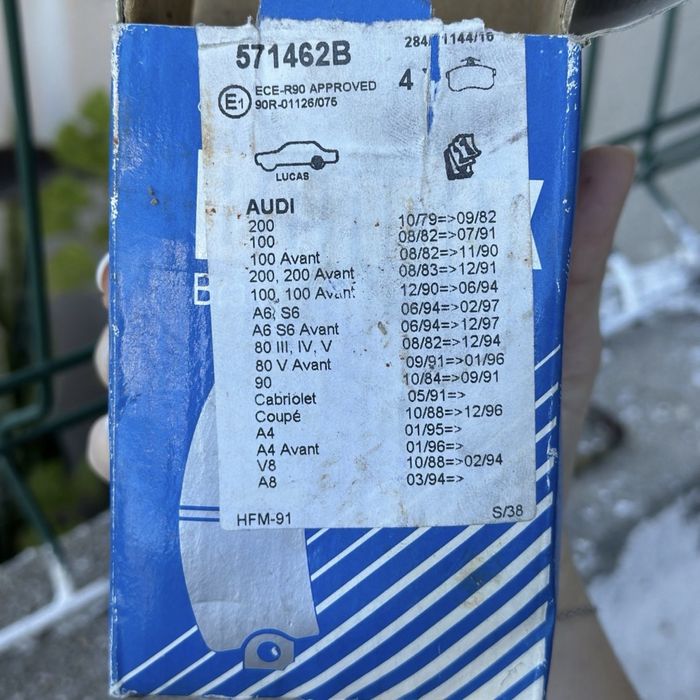 571462B
1144/16
E1
ECE-R90 APPROVED
90R-01126/075
4
LUCAS
AUDI
200 10/79=>09/82
100 08/82=>07/91
100 Avant 08/82=>11/90
200, 200 Avant 08/83=>12/91
100, 100 Avant 12/90=>06/94
A6, S6 06/94=>02/97
A6 S6 Avant 06/94=>12/97
80 III, IV, V 08/82=>12/94
80 V Avant 09/91=>01/96
90 10/84=>09/91
Cabriolet 05/91=>
Coupé 10/88=>12/96
A4 01/95=>
A4 Avant 01/96=>
V8 10/88=>02/94
A8 03/94=>
HFM-91 S/38